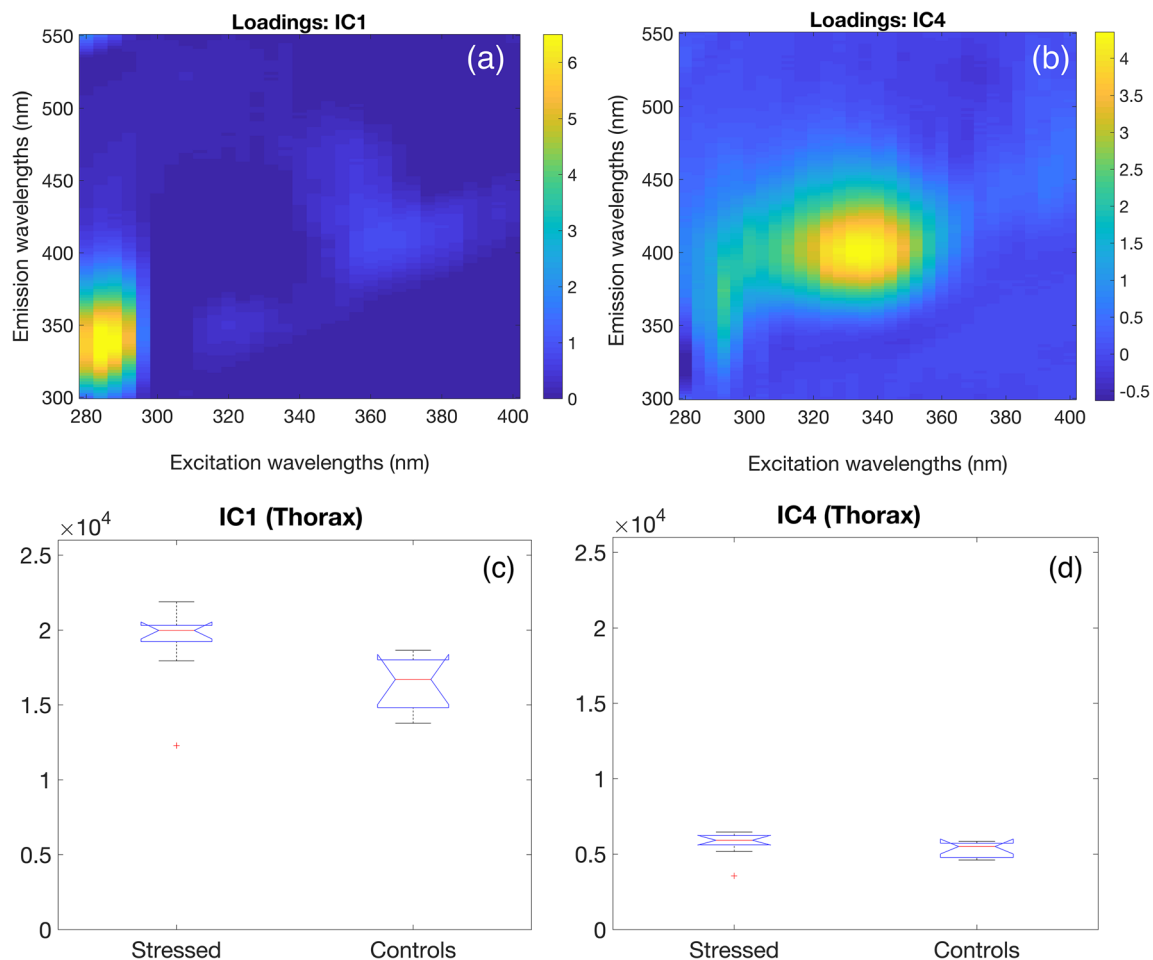 Loadings: IC1
(a)
550
500
450
400
350
300
280 300 320 340 360 380 400
6
5
4
3
2
1
0
Emission wavelengths (nm)
Excitation wavelengths (nm)
Loadings: IC4
(b)
550
500
450
400
350
300
280 300 320 340 360 380 400
4
3.5
3
2.5
2
1.5
1
0.5
0
-0.5
Emission wavelengths (nm)
Excitation wavelengths (nm)
IC1 (Thorax)
×10⁴
(c)
2.5
2
1.5
1
0.5
0
Stressed Controls
IC4 (Thorax)
×10⁴
(d)
2.5
2
1.5
1
0.5
0
Stressed Controls